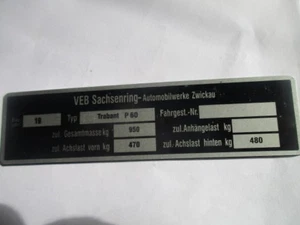 VEB Sachsenring-Automobilwerke Zwickau
18 Typ Trabant P 60 Fahrgest.-Nr.
zul. Gesamtmasse kg 950 zul. Anhängelast kg
zul. Achslast vorn kg 470 zul. Achslast hinten kg 480